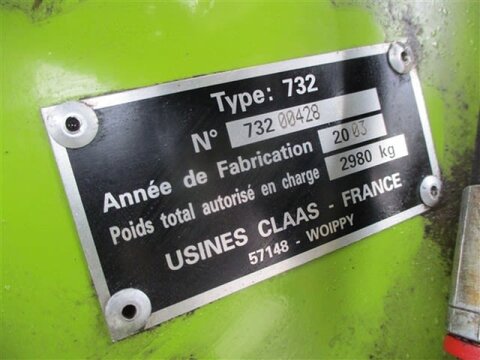 Type: 732
N° 732 00428
Année de Fabrication 2003
Poids total autorisé en charge 2980 kg
USINES CLAAS - FRANCE
57148 - WOIPPY